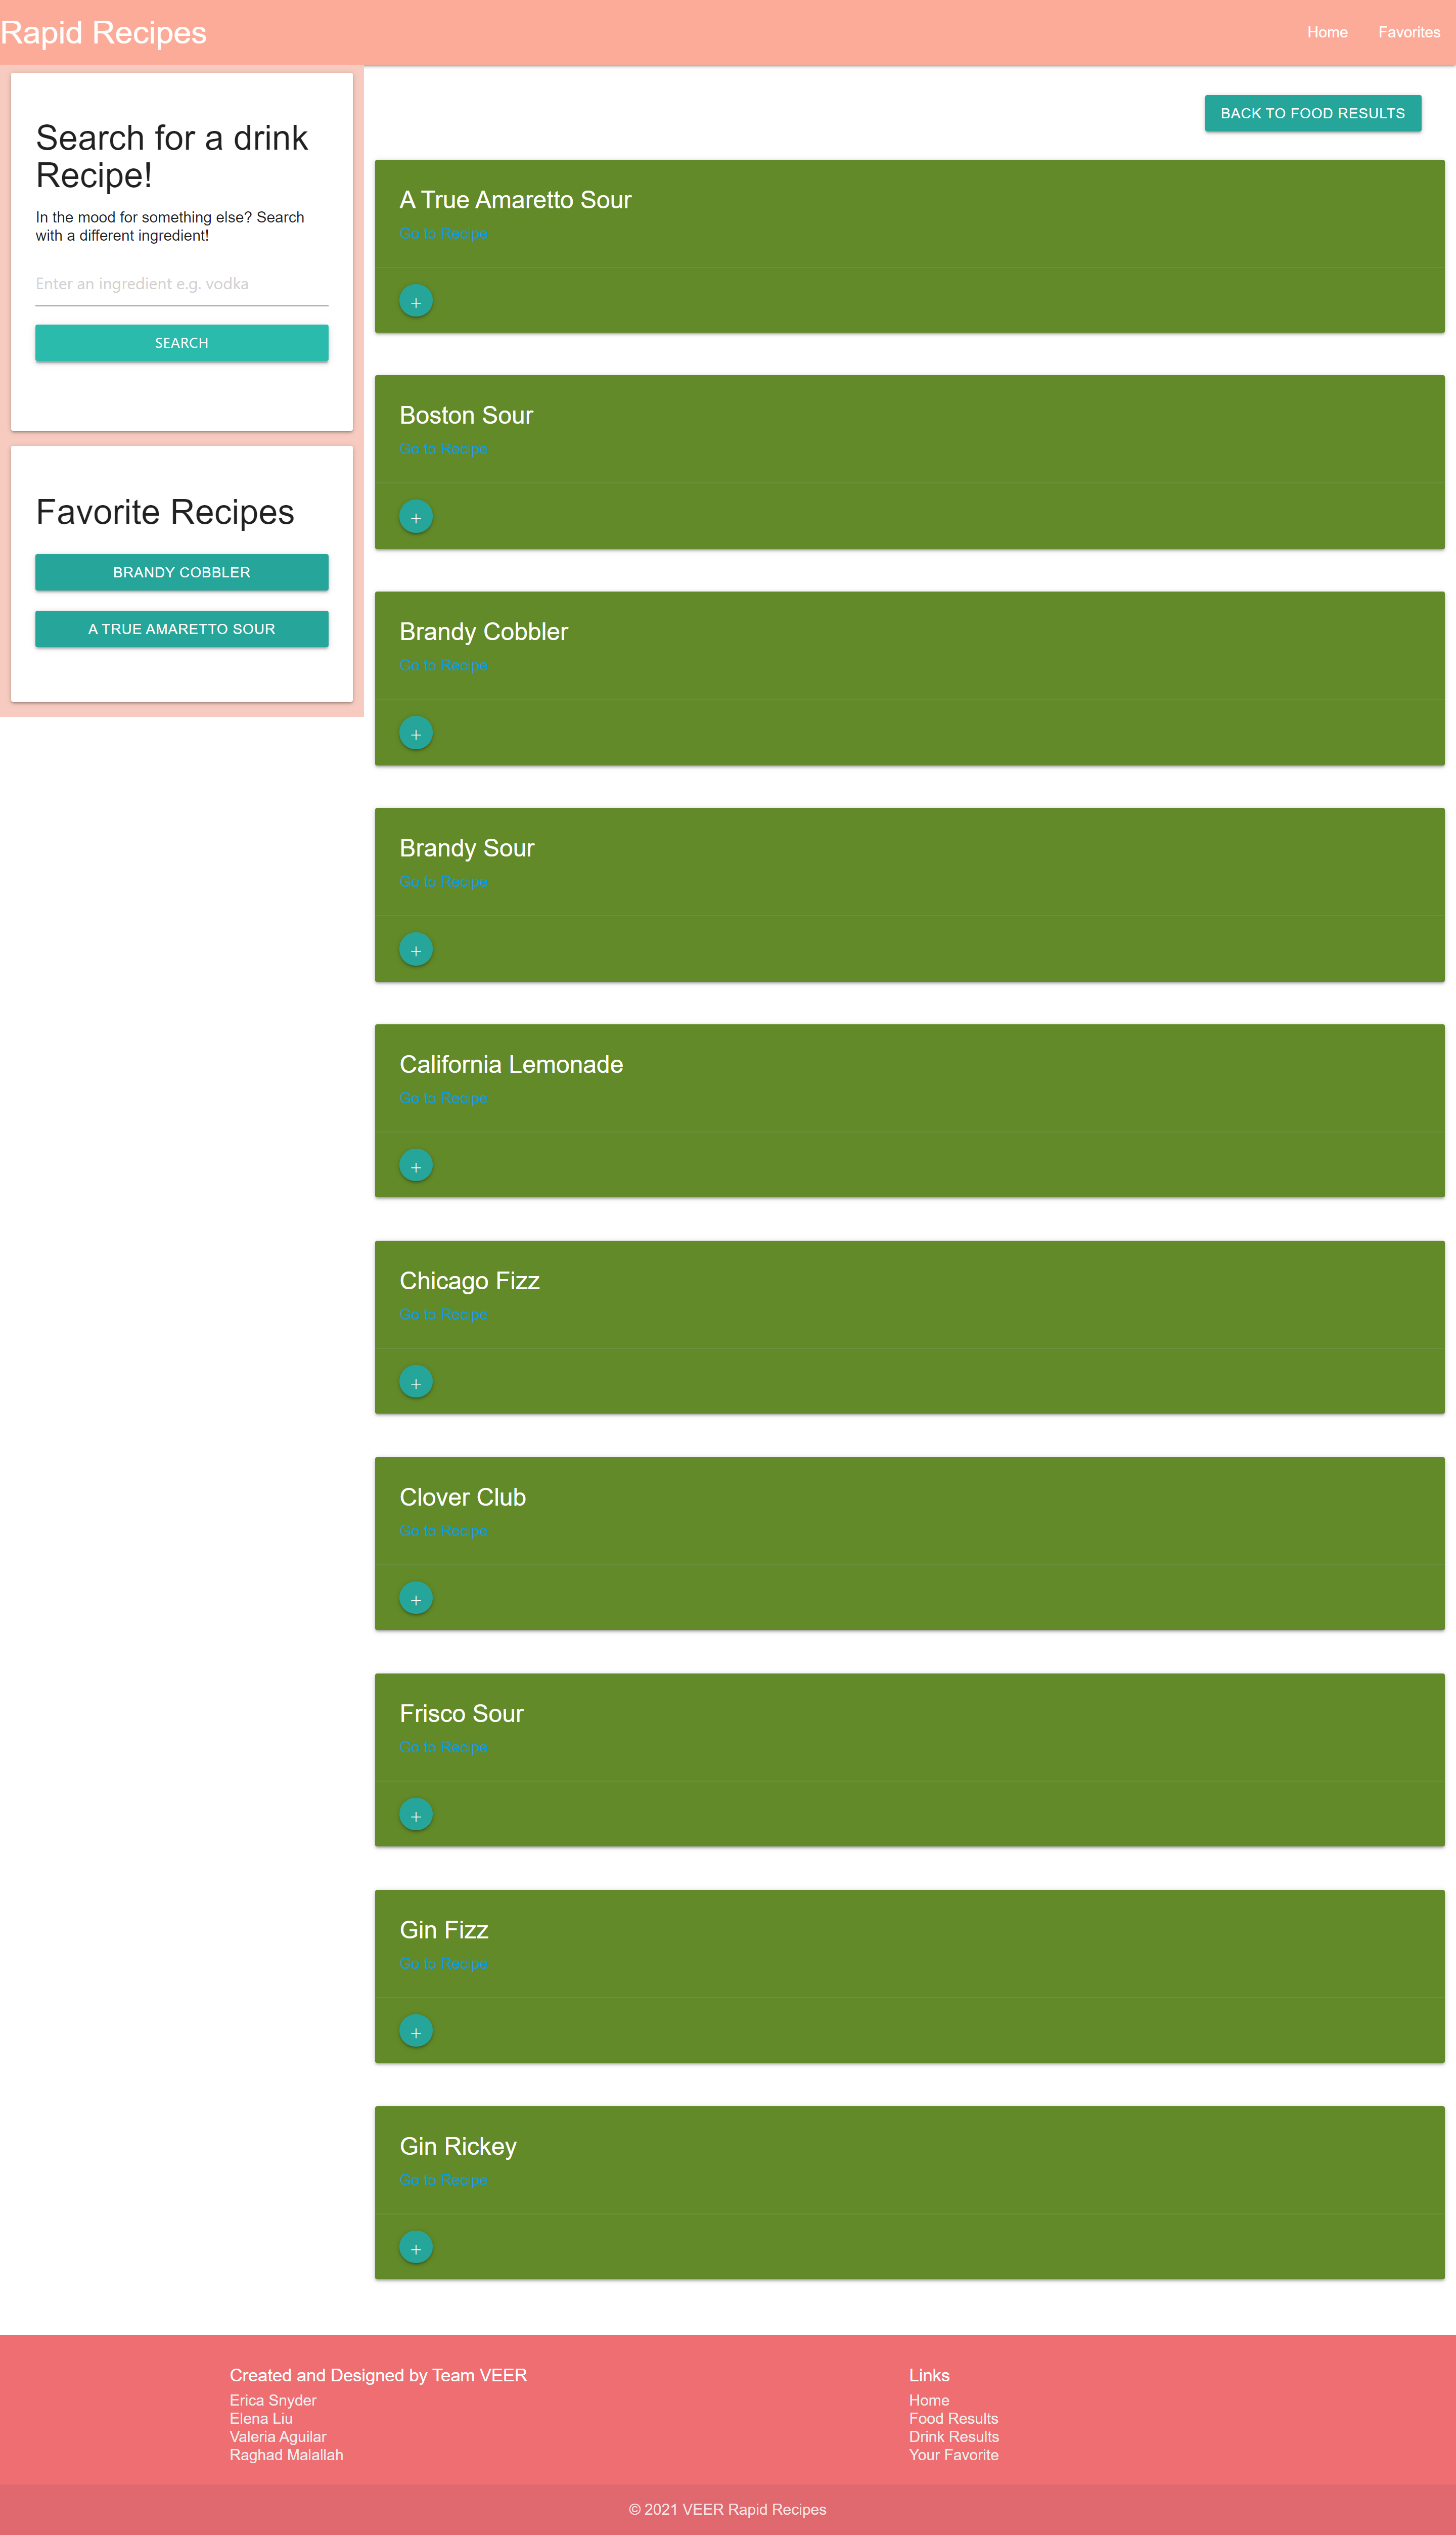 Rapid Recipes
Home
Favorites
Search for a drink
Recipe!
In the mood for something else? Search
with a different ingredient!
Enter an ingredient e.g. vodka
SEARCH
Favorite Recipes
BRANDY COBBLER
A TRUE AMARETTO SOUR
BACK TO FOOD RESULTS
A True Amaretto Sour
Go to Recipe
+
Boston Sour
Go to Recipe
+
Brandy Cobbler
Go to Recipe
+
Brandy Sour
Go to Recipe
+
California Lemonade
Go to Recipe
+
Chicago Fizz
Go to Recipe
+
Clover Club
Go to Recipe
+
Frisco Sour
Go to Recipe
+
Gin Fizz
Go to Recipe
+
Gin Rickey
Go to Recipe
+
Created and Designed by Team VEER
Erica Snyder
Elena Liu
Valeria Aguilar
Raghad Malallah
Links
Home
Food Results
Drink Results
Your Favorite
© 2021 VEER Rapid Recipes